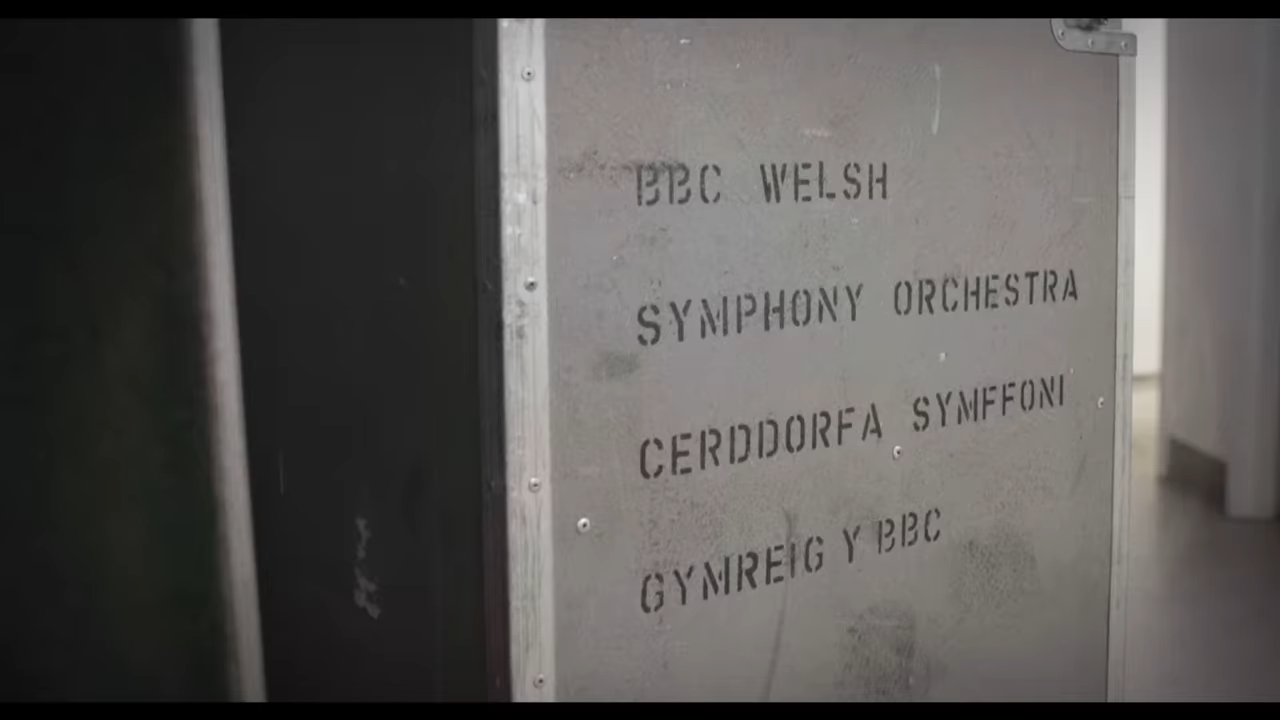 BBC WELSH
SYMPHONY ORCHESTRA
CERDDORFA SYMFFONI
GYMREIG Y BBC